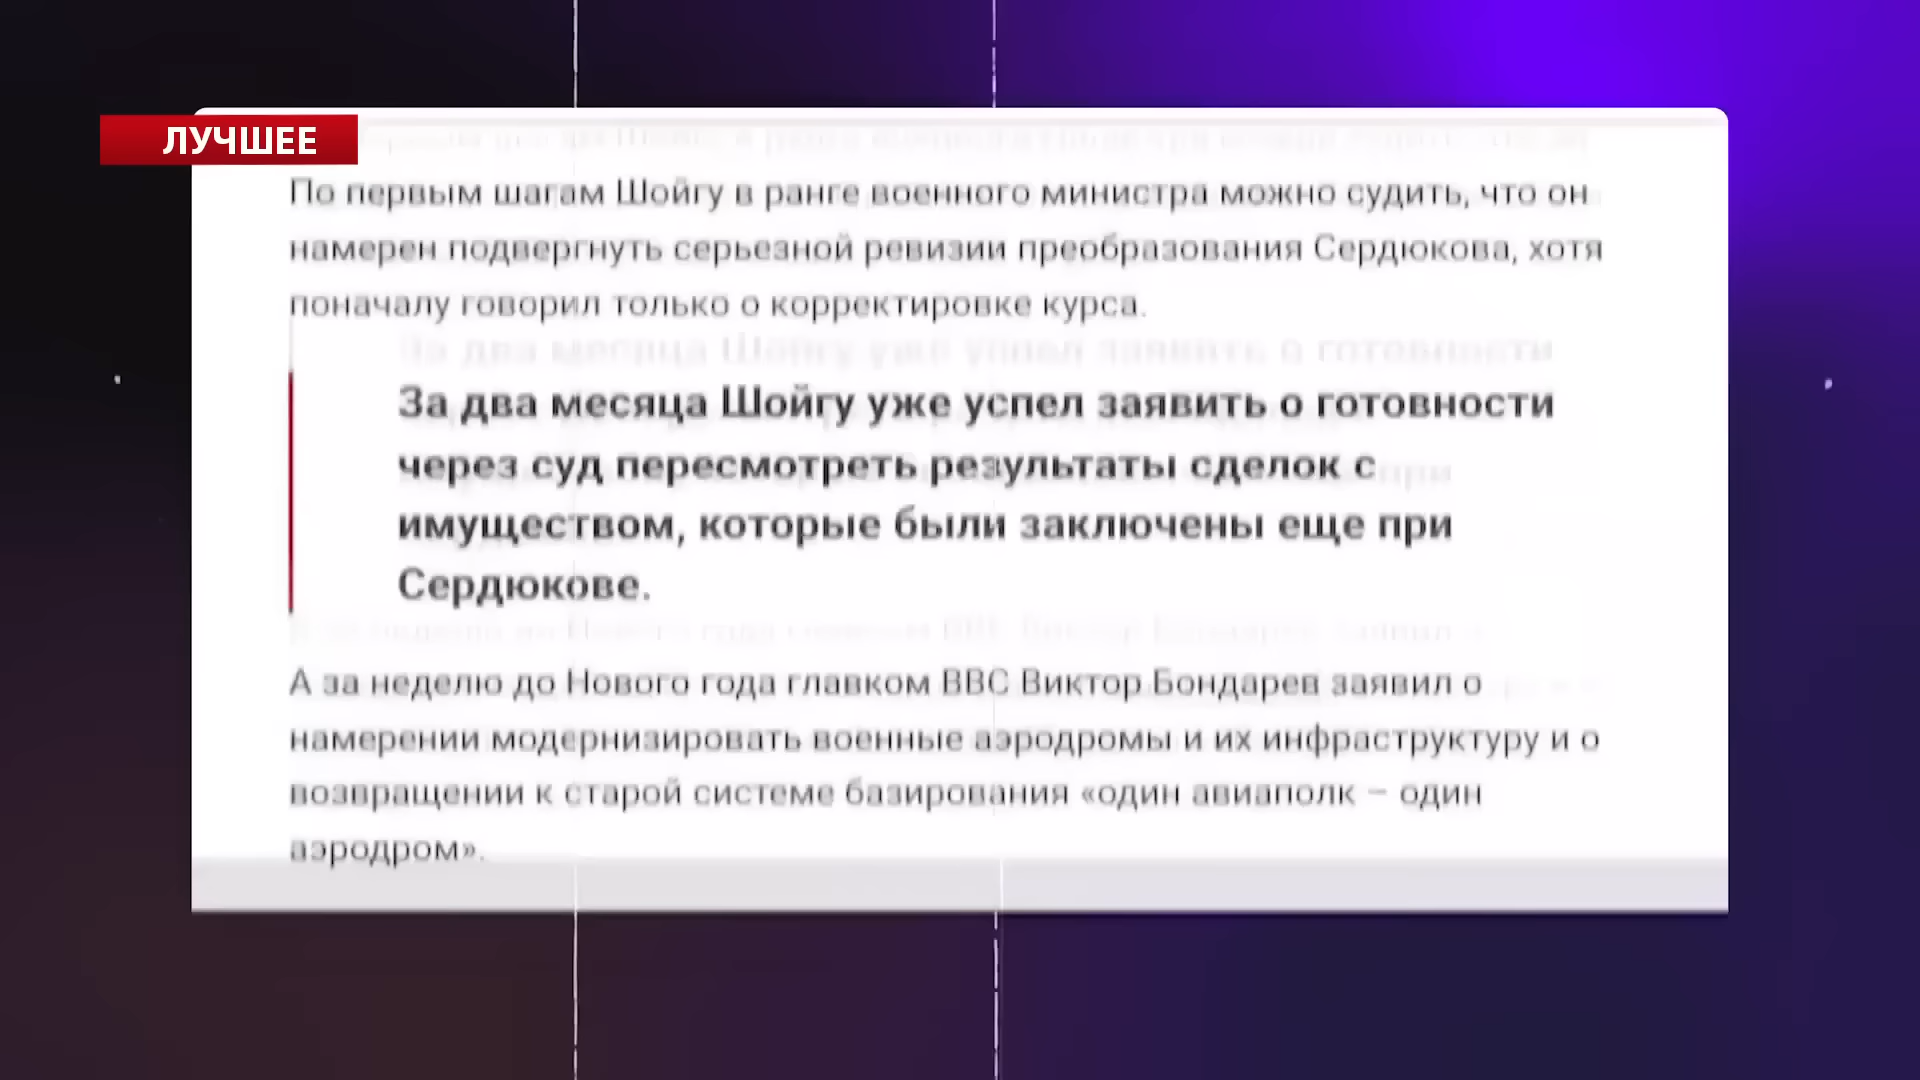 ЛУЧШЕЕ
По первым шагам Шойгу в ранге военного министра можно судить, что он
намерен подвергнуть серьезной ревизии преобразования Сердюкова, хотя
поначалу говорил только о корректировке курса.
За два месяца Шойгу уже успел заявить о готовности
через суд пересмотреть результаты сделок с
имуществом, которые были заключены еще при
Сердюкове.
А за неделю до Нового года главком ВВС Виктор Бондарев заявил о
намерении модернизировать военные аэродромы и их инфраструктуру и о
возвращении к старой системе базирования «один авиаполк – один
аэродром».